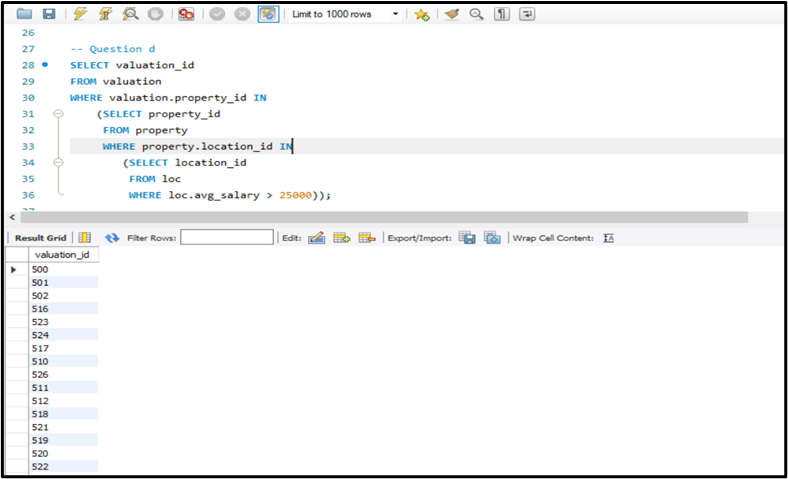 Limit to 1000 rows
26
27 -- Question d
28 SELECT valuation_id
29 FROM valuation
30 WHERE valuation.property_id IN
31 (SELECT property_id
32 FROM property
33 WHERE property.location_id IN
34 (SELECT location_id
35 FROM loc
36 WHERE loc.avg_salary > 25000));
Result Grid Filter Rows: Edit: Export/Import: Wrap Cell Content: IA
valuation_id
500
501
502
516
523
524
517
510
526
511
512
518
521
519
520
522